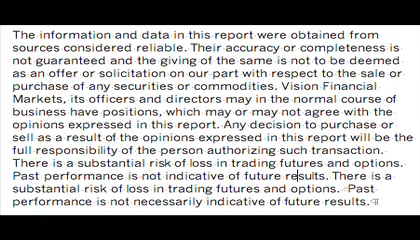 The information and data in this report were obtained from
sources considered reliable. Their accuracy or completeness is
not guaranteed and the giving of the same is not to be deemed
as an offer or solicitation on our part with respect to the sale or
purchase of any securities or commodities. Vision Financial
Markets, its officers and directors may in the normal course of
business have positions, which may or may not agree with the
opinions expressed in this report. Any decision to purchase or
sell as a result of the opinions expressed in this report will be the
full responsibility of the person authorizing such transaction.
There is a substantial risk of loss in trading futures and options.
Past performance is not indicative of future results. There is a
substantial risk of loss in trading futures and options. Past
performance is not necessarily indicative of future results.¶